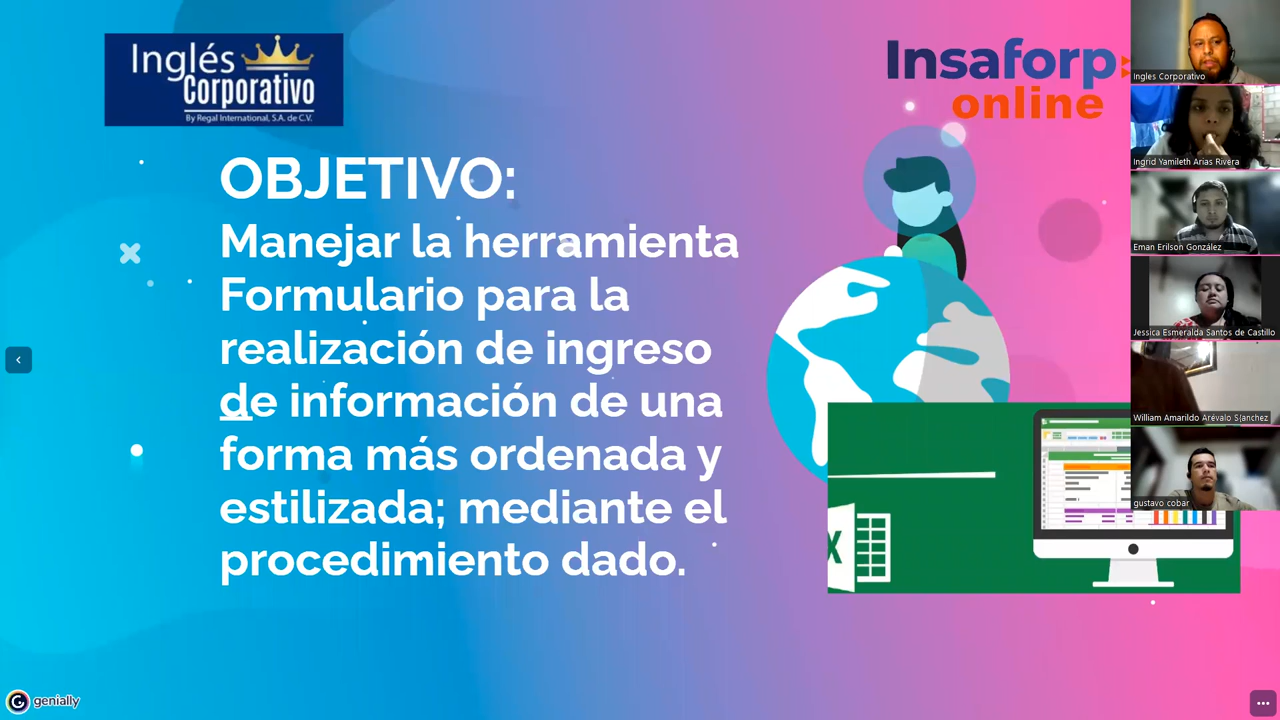 Inglés
Corporativo
By Regal International, S.A. de C.V.
Insaforp
online
OBJETIVO:
Manejar la herramienta
Formulario para la
realización de ingreso
de información de una
forma más ordenada y
estilizada; mediante el
procedimiento dado.
X
genially
Ingles Corporativo
Ingrid Yamileth Arias Rivera
Eman Erilson González
Jessica Esmeralda Santos de Castillo
William Amarildo Arévalo S{anchez
gustavo cobar